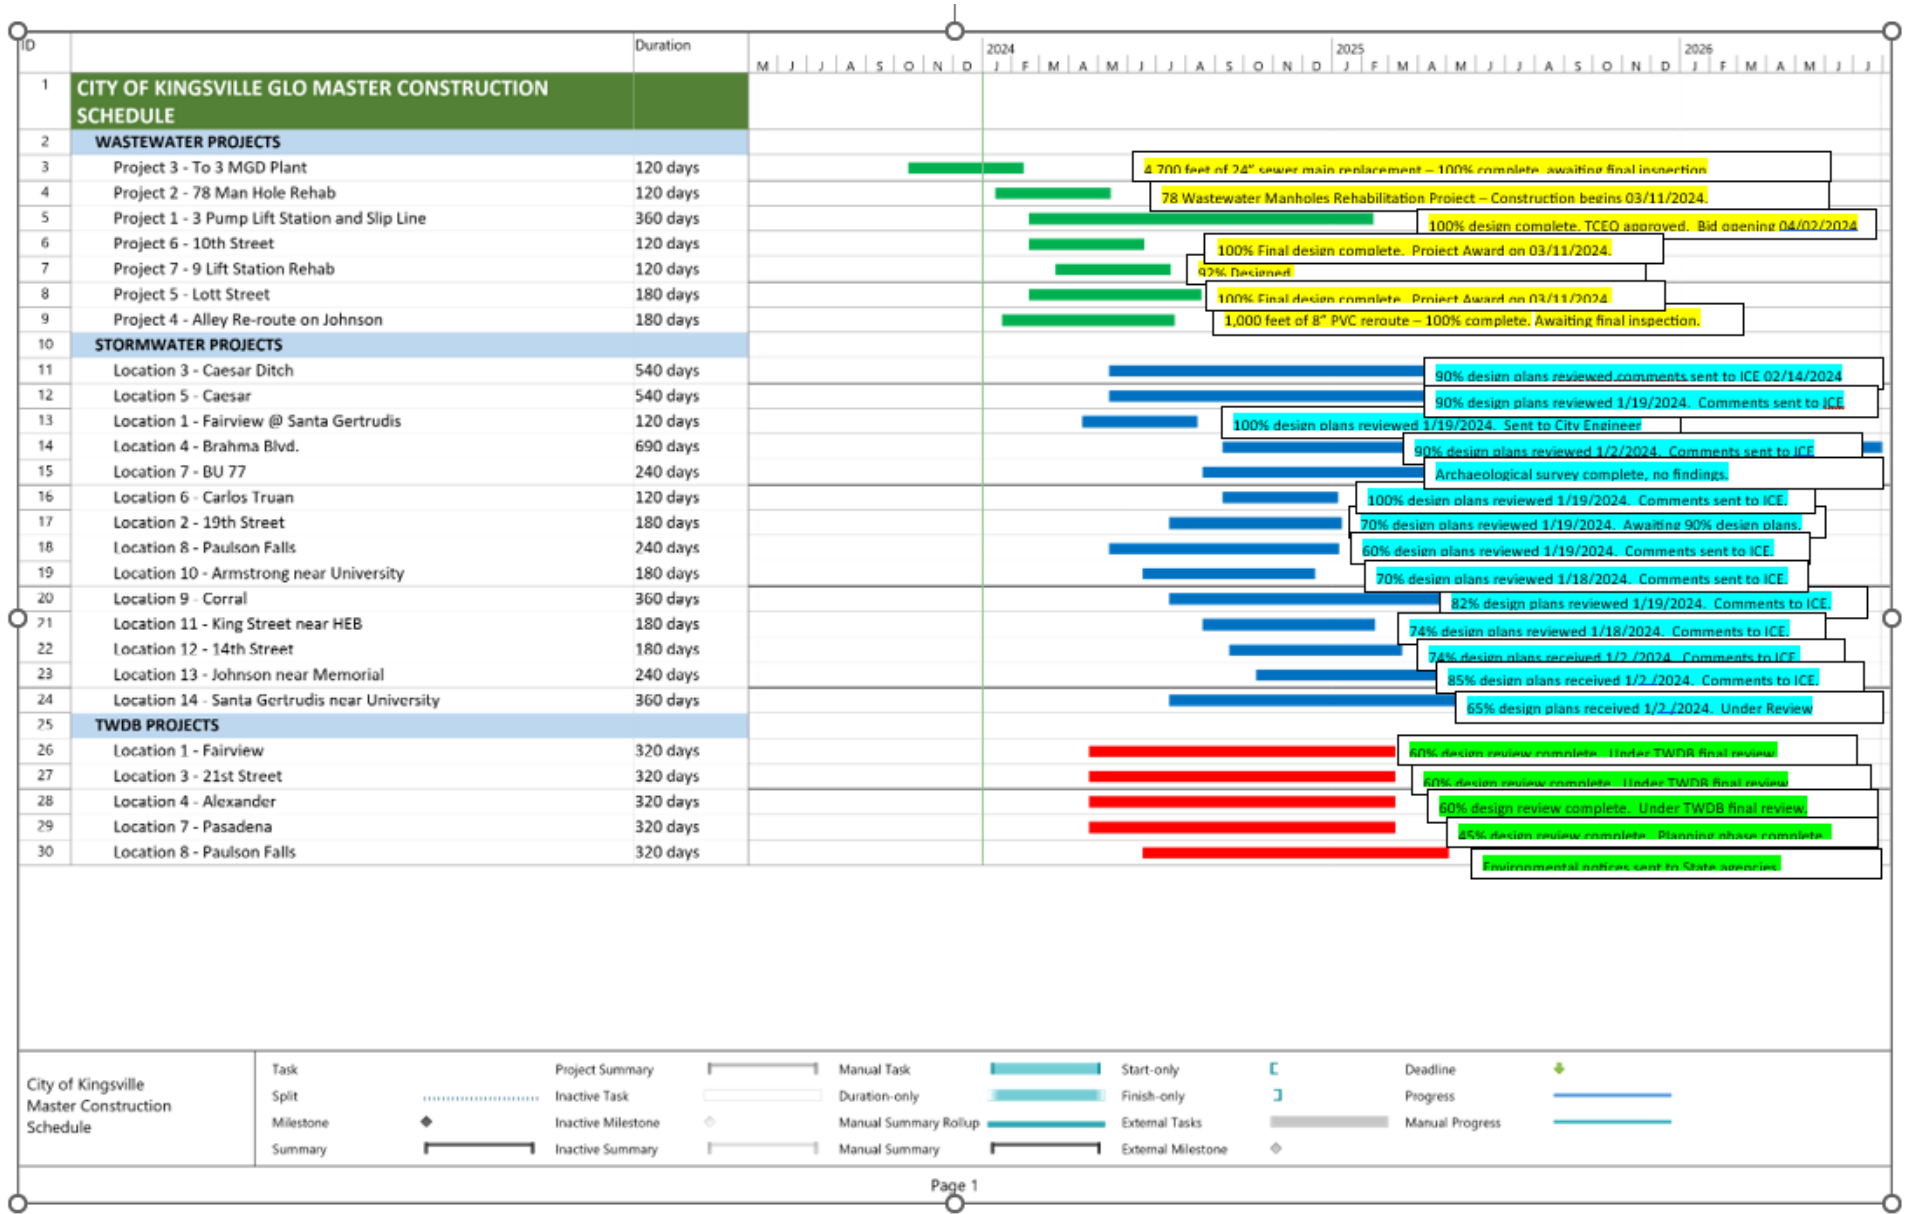 ID Duration 2024 2025 2026
M J J A S O N D J F M A M J J A S O N D J F M A M J J A S O N D J F M A M J J
1 CITY OF KINGSVILLE GLO MASTER CONSTRUCTION
SCHEDULE
2 WASTEWATER PROJECTS
3 Project 3 - To 3 MGD Plant 120 days 4,700 feet of 24" sewer main replacement – 100% complete, awaiting final inspection
4 Project 2 - 78 Man Hole Rehab 120 days 78 Wastewater Manholes Rehabilitation Project – Construction begins 03/11/2024.
5 Project 1 - 3 Pump Lift Station and Slip Line 360 days 100% design complete. TCEQ approved. Bid opening 04/02/2024
6 Project 6 - 10th Street 120 days 100% Final design complete. Project Award on 03/11/2024.
7 Project 7 - 9 Lift Station Rehab 120 days 92% Designed
8 Project 5 - Lott Street 180 days 100% Final design complete. Project Award on 03/11/2024
9 Project 4 - Alley Re-route on Johnson 180 days 1,000 feet of 8" PVC reroute – 100% complete. Awaiting final inspection.
10 STORMWATER PROJECTS
11 Location 3 - Caesar Ditch 540 days 90% design plans reviewed comments sent to ICE 02/14/2024
12 Location 5 - Caesar 540 days 90% design plans reviewed 1/19/2024. Comments sent to ICE
13 Location 1 - Fairview @ Santa Gertrudis 120 days 100% design plans reviewed 1/19/2024. Sent to City Engineer
14 Location 4 - Brahma Blvd. 690 days 90% design plans reviewed 1/2/2024. Comments sent to ICE
15 Location 7 - BU 77 240 days Archaeological survey complete, no findings.
16 Location 6 - Carlos Truan 120 days 100% design plans reviewed 1/19/2024. Comments sent to ICE.
17 Location 2 - 19th Street 180 days 70% design plans reviewed 1/19/2024. Awaiting 90% design plans.
18 Location 8 - Paulson Falls 240 days 60% design plans reviewed 1/19/2024. Comments sent to ICE.
19 Location 10 - Armstrong near University 180 days 70% design plans reviewed 1/18/2024. Comments sent to ICE.
20 Location 9 - Corral 360 days 82% design plans reviewed 1/19/2024. Comments to ICE.
21 Location 11 - King Street near HEB 180 days 74% design plans reviewed 1/18/2024. Comments to ICE.
22 Location 12 - 14th Street 180 days 74% design plans received 1/2 /2024. Comments to ICE
23 Location 13 - Johnson near Memorial 240 days 85% design plans received 1/2 /2024. Comments to ICE.
24 Location 14 - Santa Gertrudis near University 360 days 65% design plans received 1/2 /2024. Under Review
25 TWDB PROJECTS
26 Location 1 - Fairview 320 days 60% design review complete. Under TWDB final review
27 Location 3 - 21st Street 320 days 60% design review complete. Under TWDB final review
28 Location 4 - Alexander 320 days 60% design review complete. Under TWDB final review.
29 Location 7 - Pasadena 320 days 45% design review complete. Planning phase complete.
30 Location 8 - Paulson Falls 320 days Environmental notices sent to State agencies
City of Kingsville
Master Construction
Schedule
Task Project Summary Manual Task Start-only Deadline
Split Inactive Task Duration-only Finish-only Progress
Milestone Inactive Milestone Manual Summary Rollup External Tasks Manual Progress
Summary Inactive Summary Manual Summary External Milestone
Page 1